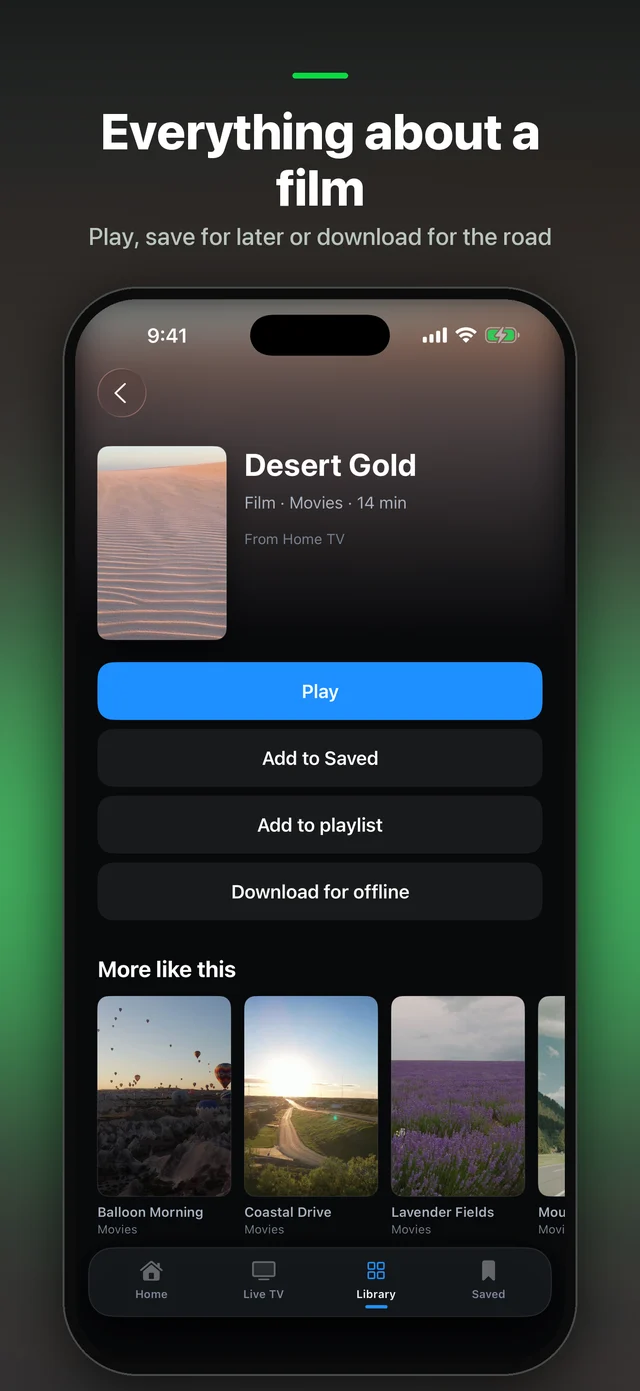 Everything about a
film
Play, save for later or download for the road
9:41
Desert Gold
Film · Movies · 14 min
From Home TV
Play
Add to Saved
Add to playlist
Download for offline
More like this
Balloon Morning
Movies
Coastal Drive
Movies
Lavender Fields
Movies
Mou
Movi
Home
Live TV
Library
Saved